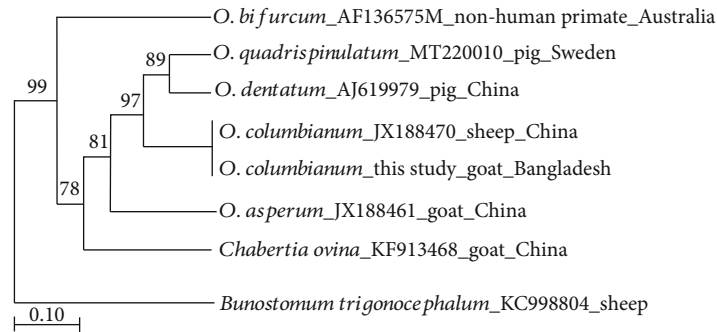 O. bifurcum_AF136575M_non-human primate_Australia
99
89
O. quadrispinulatum_MT220010_pig_Sweden
O. dentatum_AJ619979_pig_China
97
O. columbianum_JX188470_sheep_China
81
O. columbianum_this study_goat_Bangladesh
78
O. asperum_JX188461_goat_China
Chabertia ovina_KF913468_goat_China
Bunostomum trigonocephalum_KC998804_sheep
0.10